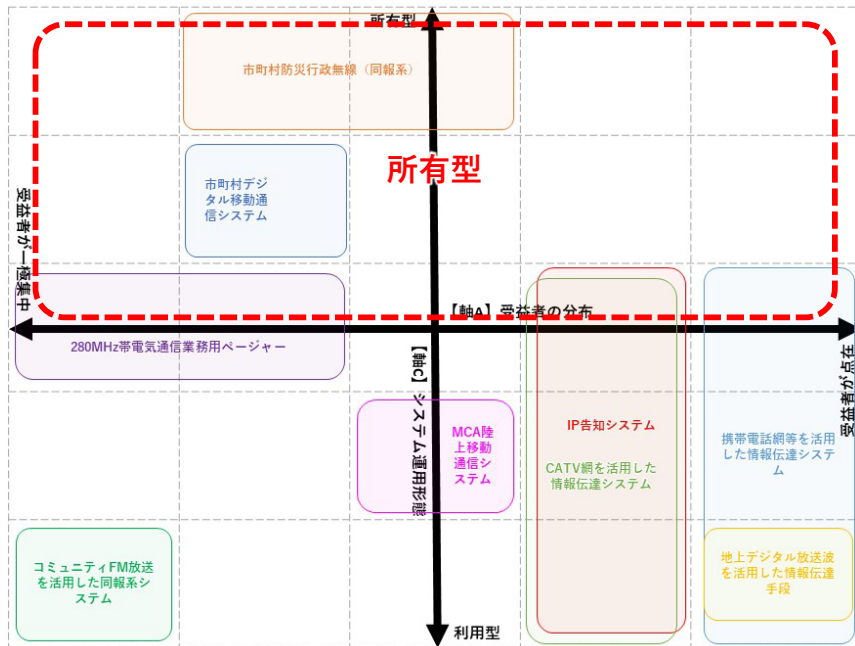 所有型
市町村防災行政無線（同報系）
所有型
市町村デジ
タル移動通
信システム
受益者が一極集中
【軸A】受益者の分布
280MHz帯電気通信業務用ページャー
【軸C】システム運用形態
受益者が点在
MCA陸
上移動
通信シ
ステム
IP告知システム
CATV網を活用した
情報伝達システム
携帯電話網等を活用
した情報伝達システ
ム
コミュニティFM放送
を活用した同報系シ
ステム
地上デジタル放送波
を活用した情報伝達
手段
利用型